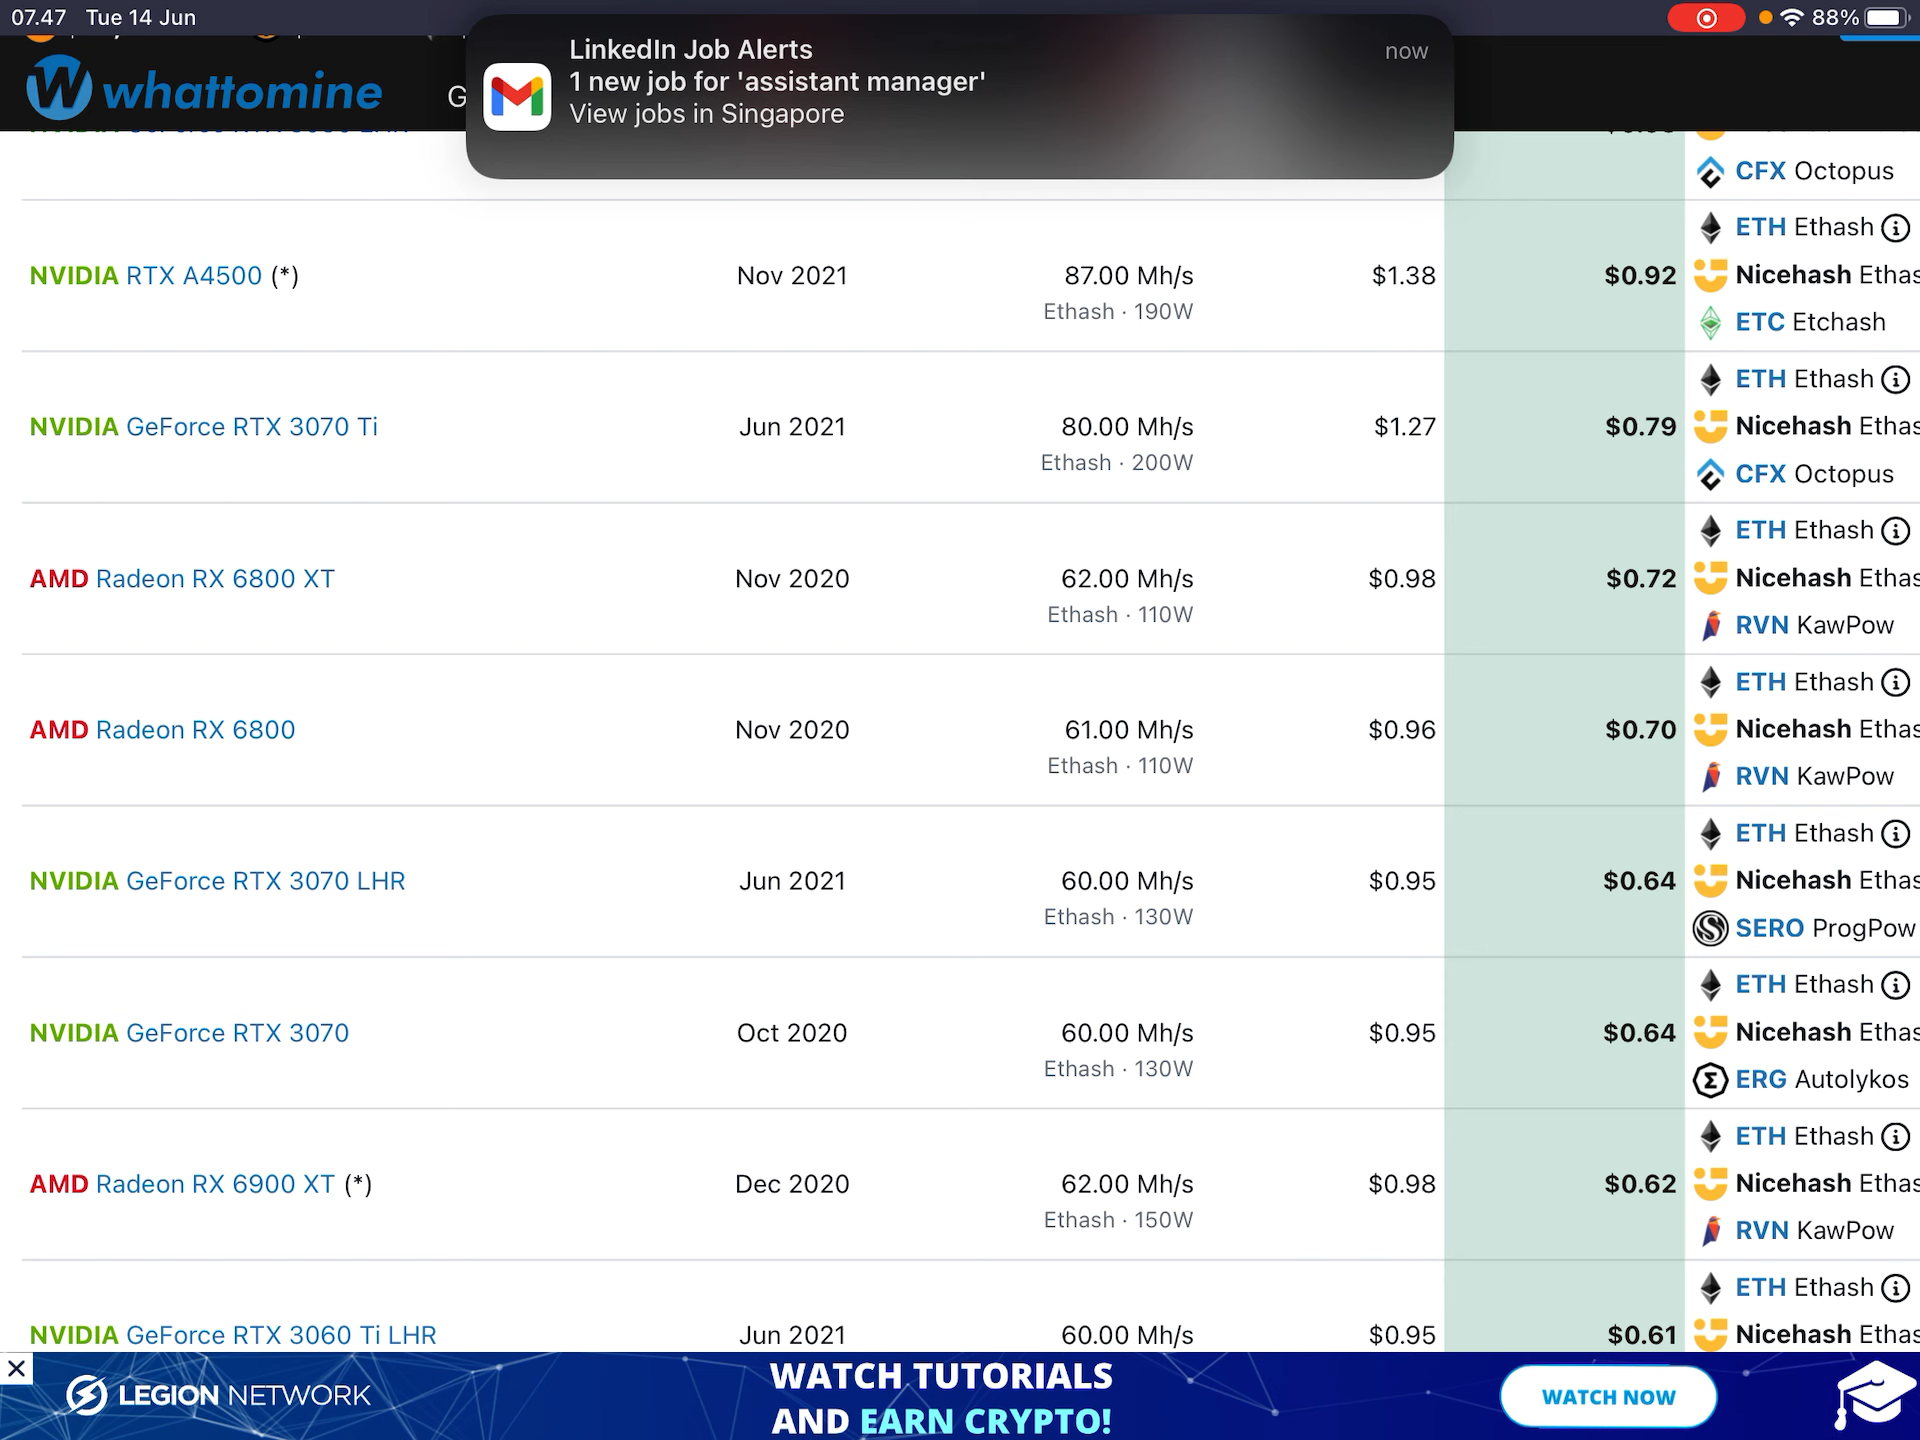 07.47 Tue 14 Jun
88%
whattomine
G
LinkedIn Job Alerts
now
1 new job for 'assistant manager'
View jobs in Singapore
CFX Octopus
NVIDIA RTX A4500 (*)
Nov 2021
87.00 Mh/s
Ethash · 190W
$1.38
$0.92
ETH Ethash
Nicehash Ethas
ETC Etchash
NVIDIA GeForce RTX 3070 Ti
Jun 2021
80.00 Mh/s
Ethash · 200W
$1.27
$0.79
ETH Ethash
Nicehash Ethas
CFX Octopus
AMD Radeon RX 6800 XT
Nov 2020
62.00 Mh/s
Ethash · 110W
$0.98
$0.72
ETH Ethash
Nicehash Ethas
RVN KawPow
AMD Radeon RX 6800
Nov 2020
61.00 Mh/s
Ethash · 110W
$0.96
$0.70
ETH Ethash
Nicehash Ethas
RVN KawPow
NVIDIA GeForce RTX 3070 LHR
Jun 2021
60.00 Mh/s
Ethash · 130W
$0.95
$0.64
ETH Ethash
Nicehash Ethas
SERO ProgPow
NVIDIA GeForce RTX 3070
Oct 2020
60.00 Mh/s
Ethash · 130W
$0.95
$0.64
ETH Ethash
Nicehash Ethas
ERG Autolykos
AMD Radeon RX 6900 XT (*)
Dec 2020
62.00 Mh/s
Ethash · 150W
$0.98
$0.62
ETH Ethash
Nicehash Ethas
RVN KawPow
NVIDIA GeForce RTX 3060 Ti LHR
Jun 2021
60.00 Mh/s
$0.95
$0.61
ETH Ethash
Nicehash Ethas
LEGION NETWORK
WATCH TUTORIALS
AND EARN CRYPTO!
WATCH NOW